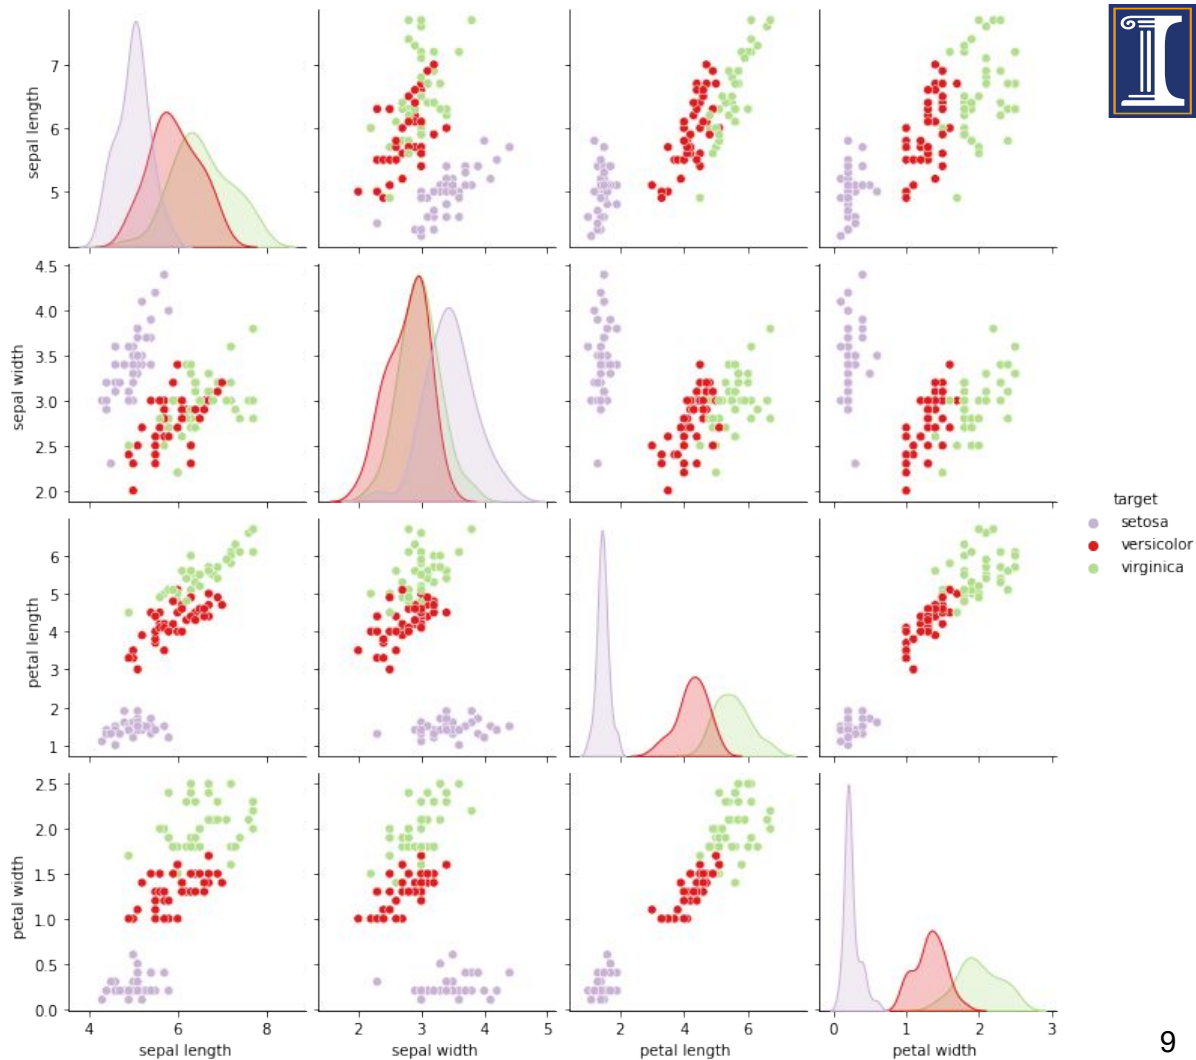 sepal length
7
6
5
sepal width
4.5
4.0
3.5
3.0
2.5
2.0
petal length
6
5
4
3
2
1
petal width
2.5
2.0
1.5
1.0
0.5
0.0
4 6 8
sepal length
2 3 4 5
sepal width
2 4 6
petal length
0 1 2 3
petal width
target
setosa
versicolor
virginica
9